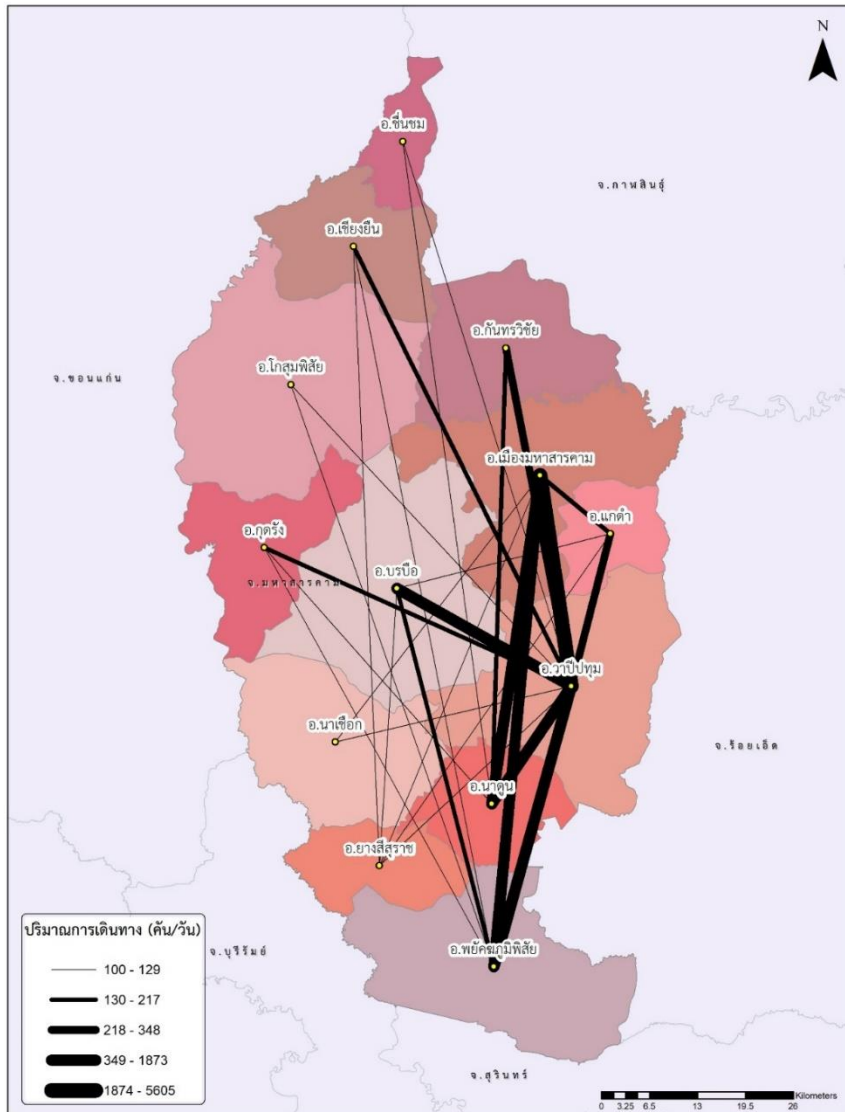 N
อ.ชื่นชม
จ.กาฬสินธุ์
อ.เชียงยืน
อ.กันทรวิชัย
จ.ขอนแก่น
อ.โกสุมพิสัย
อ.เมืองมหาสารคาม
อ.แกดำ
อ.กุดรัง
จ.มหาสารคาม
อ.บรบือ
อ.วาปีปทุม
อ.นาเชือก
จ.ร้อยเอ็ด
อ.นาดูน
อ.ยางสีสุราช
อ.พยัคฆภูมิพิสัย
จ.บุรีรัมย์
จ.สุรินทร์
ปริมาณการเดินทาง (คัน/วัน)
100 - 129
130 - 217
218 - 348
349 - 1873
1874 - 5605
Kilometers
0 3.25 6.5 13 19.5 26